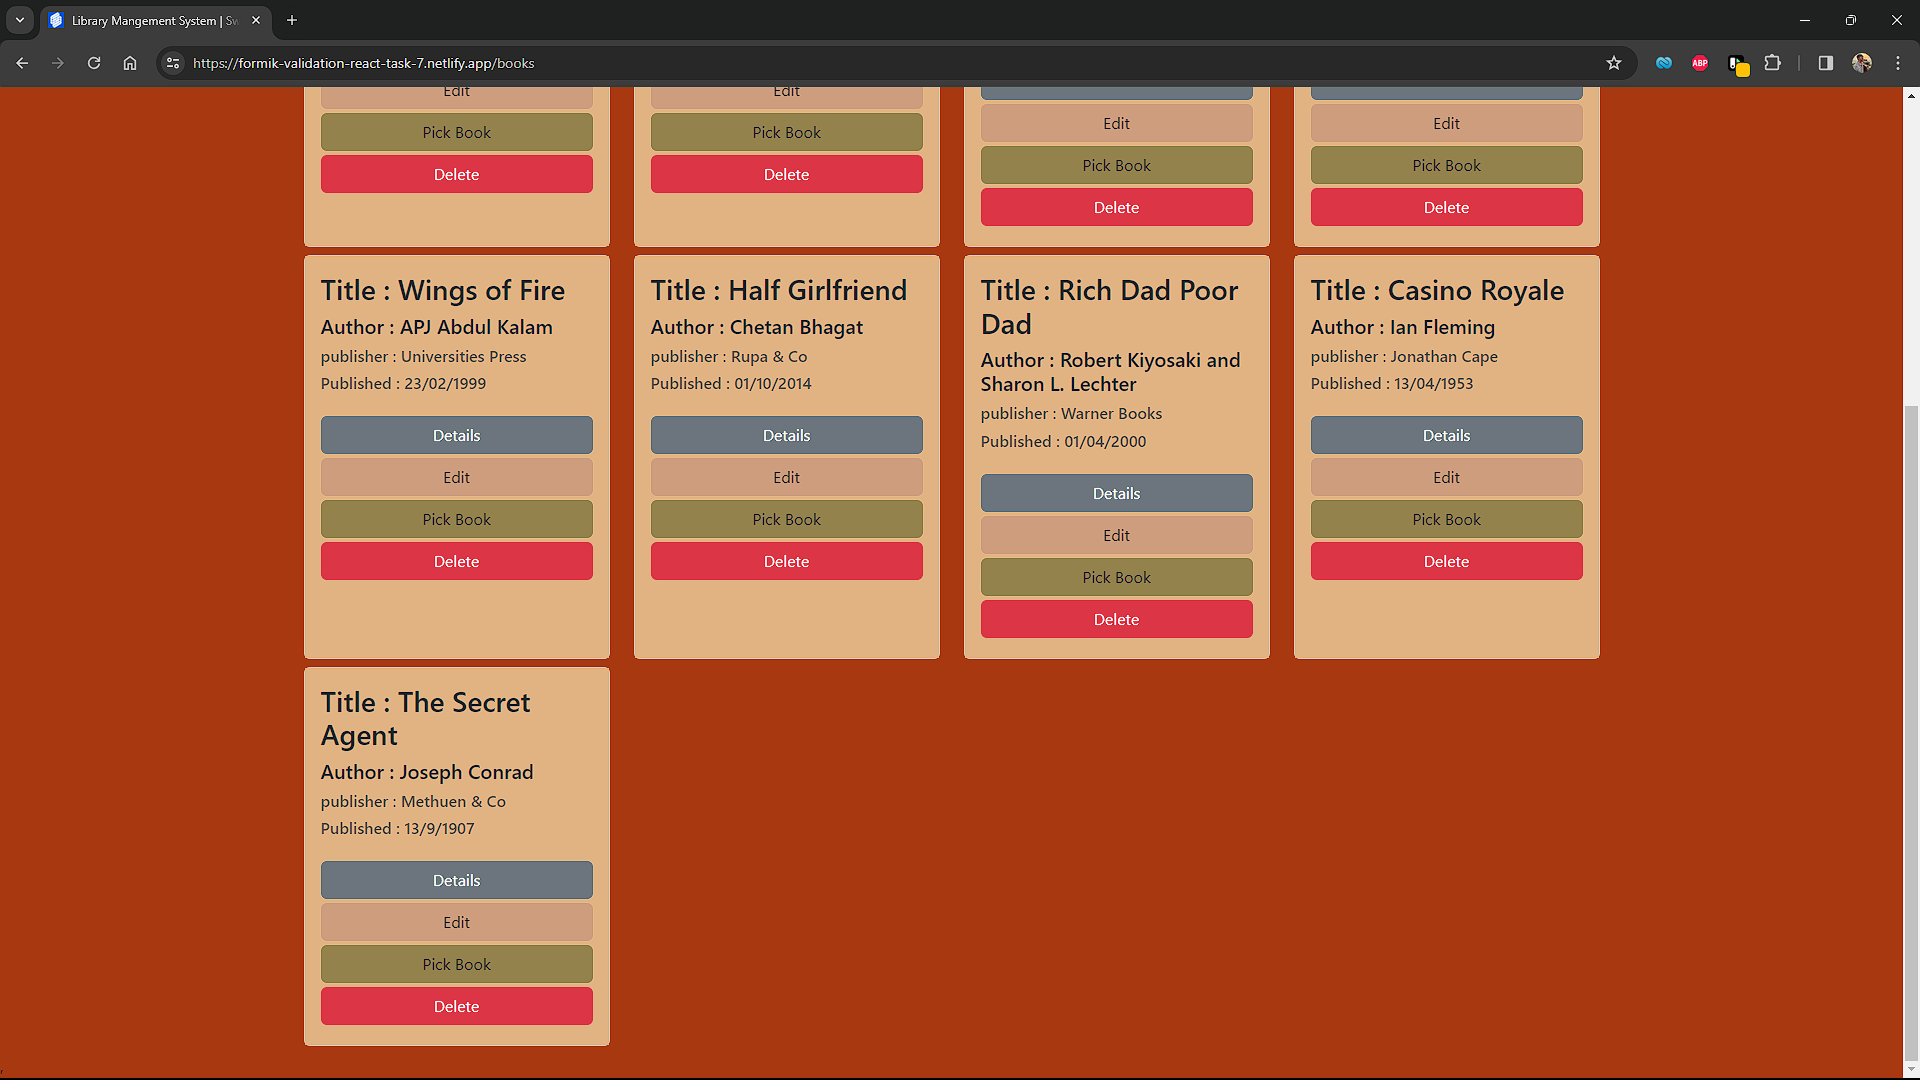 Library Mangement System | Sw
https://formik-validation-react-task-7.netlify.app/books
ABP
Edit
Pick Book
Delete
Edit
Pick Book
Delete
Edit
Pick Book
Delete
Edit
Pick Book
Delete
Title : Wings of Fire
Author : APJ Abdul Kalam
publisher : Universities Press
Published : 23/02/1999
Details
Edit
Pick Book
Delete
Title : Half Girlfriend
Author : Chetan Bhagat
publisher : Rupa & Co
Published : 01/10/2014
Details
Edit
Pick Book
Delete
Title : Rich Dad Poor
Dad
Author : Robert Kiyosaki and
Sharon L. Lechter
publisher : Warner Books
Published : 01/04/2000
Details
Edit
Pick Book
Delete
Title : Casino Royale
Author : Ian Fleming
publisher : Jonathan Cape
Published : 13/04/1953
Details
Edit
Pick Book
Delete
Title : The Secret
Agent
Author : Joseph Conrad
publisher : Methuen & Co
Published : 13/9/1907
Details
Edit
Pick Book
Delete